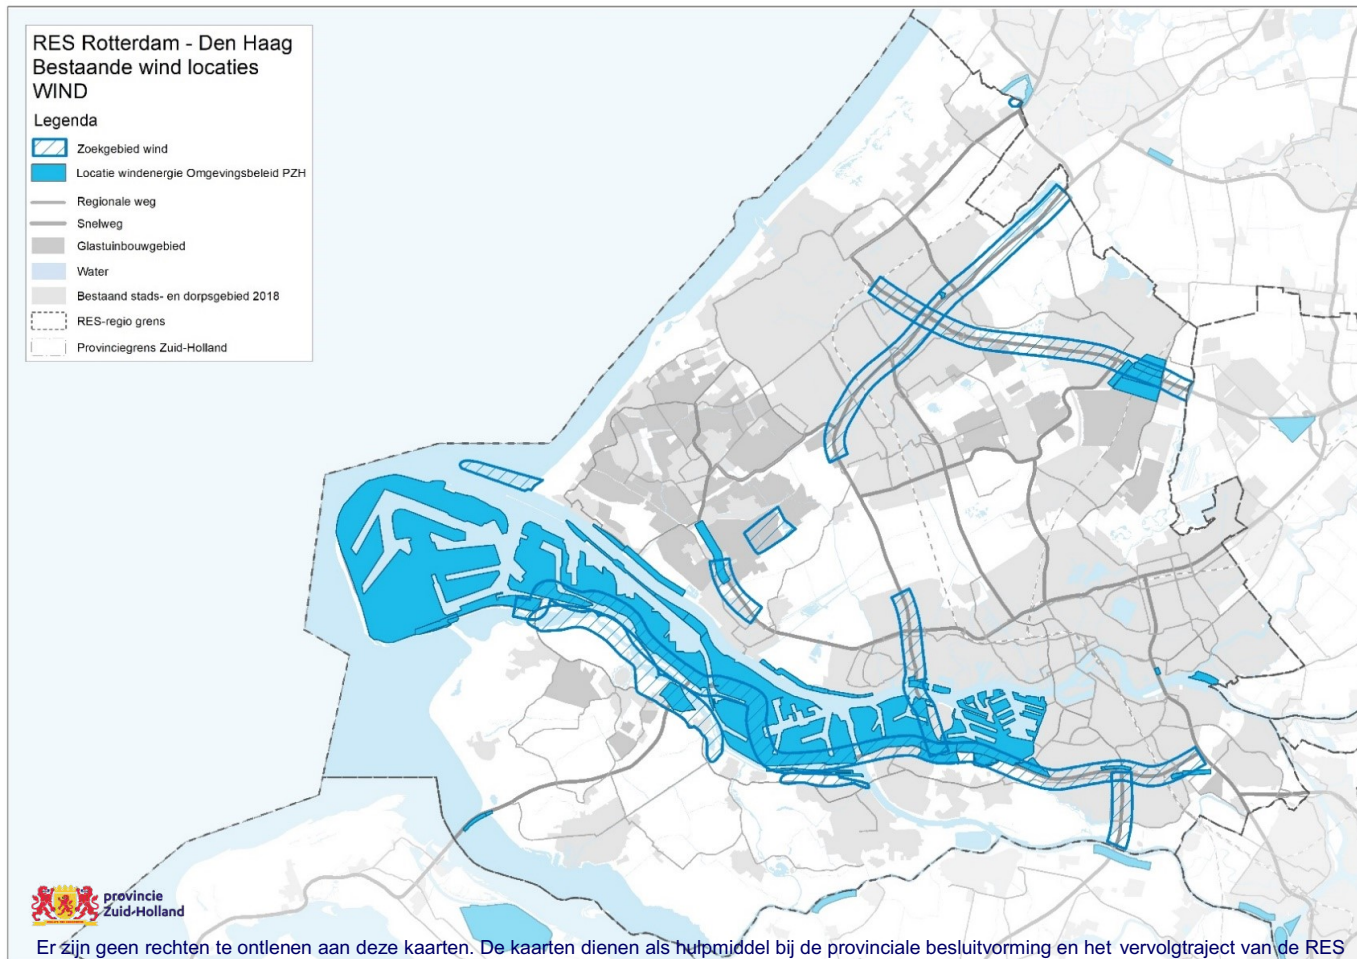 RES Rotterdam - Den Haag
Bestaande wind locaties
WIND
Legenda
Zoekgebied wind
Locatie windenergie Omgevingsbeleid PZH
Regionale weg
Snelweg
Glastuinbouwgebied
Water
Bestaand stads- en dorpsgebied 2018
RES-regio grens
Provinciegrens Zuid-Holland
provincie
Zuid-Holland
Er zijn geen rechten te ontlenen aan deze kaarten. De kaarten dienen als hulpmiddel bij de provinciale besluitvorming en het vervolgtraject van de RES